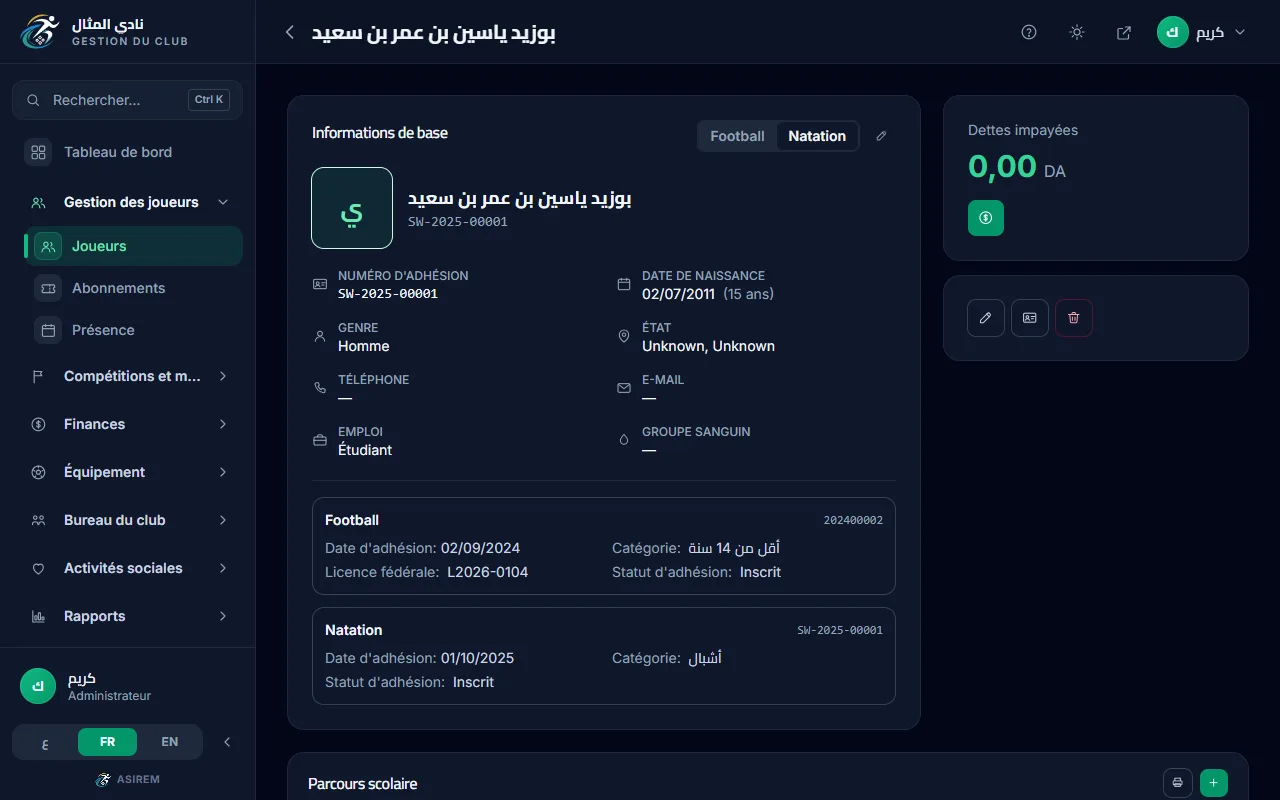 نادي المثال
GESTION DU CLUB
Rechercher...
Ctrl K
Tableau de bord
Gestion des joueurs
Joueurs
Abonnements
Présence
Compétitions et m...
Finances
Équipement
Bureau du club
Activités sociales
Rapports
ك
كريم
Administrateur
ع
FR
EN
ASIREM
بوزيد ياسين بن عمر بن سعيد
ك
كريم
Informations de base
Football
Natation
ي
بوزيد ياسين بن عمر بن سعيد
SW-2025-00001
NUMÉRO D'ADHÉSION
SW-2025-00001
DATE DE NAISSANCE
02/07/2011 (15 ans)
GENRE
Homme
ÉTAT
Unknown, Unknown
TÉLÉPHONE
—
E-MAIL
—
EMPLOI
Étudiant
GROUPE SANGUIN
—
Football
202400002
Date d'adhésion: 02/09/2024
Catégorie: أقل من 14 سنة
Licence fédérale: L2026-0104
Statut d'adhésion: Inscrit
Natation
SW-2025-00001
Date d'adhésion: 01/10/2025
Catégorie: أشبال
Statut d'adhésion: Inscrit
Parcours scolaire
Dettes impayées
0,00 DA